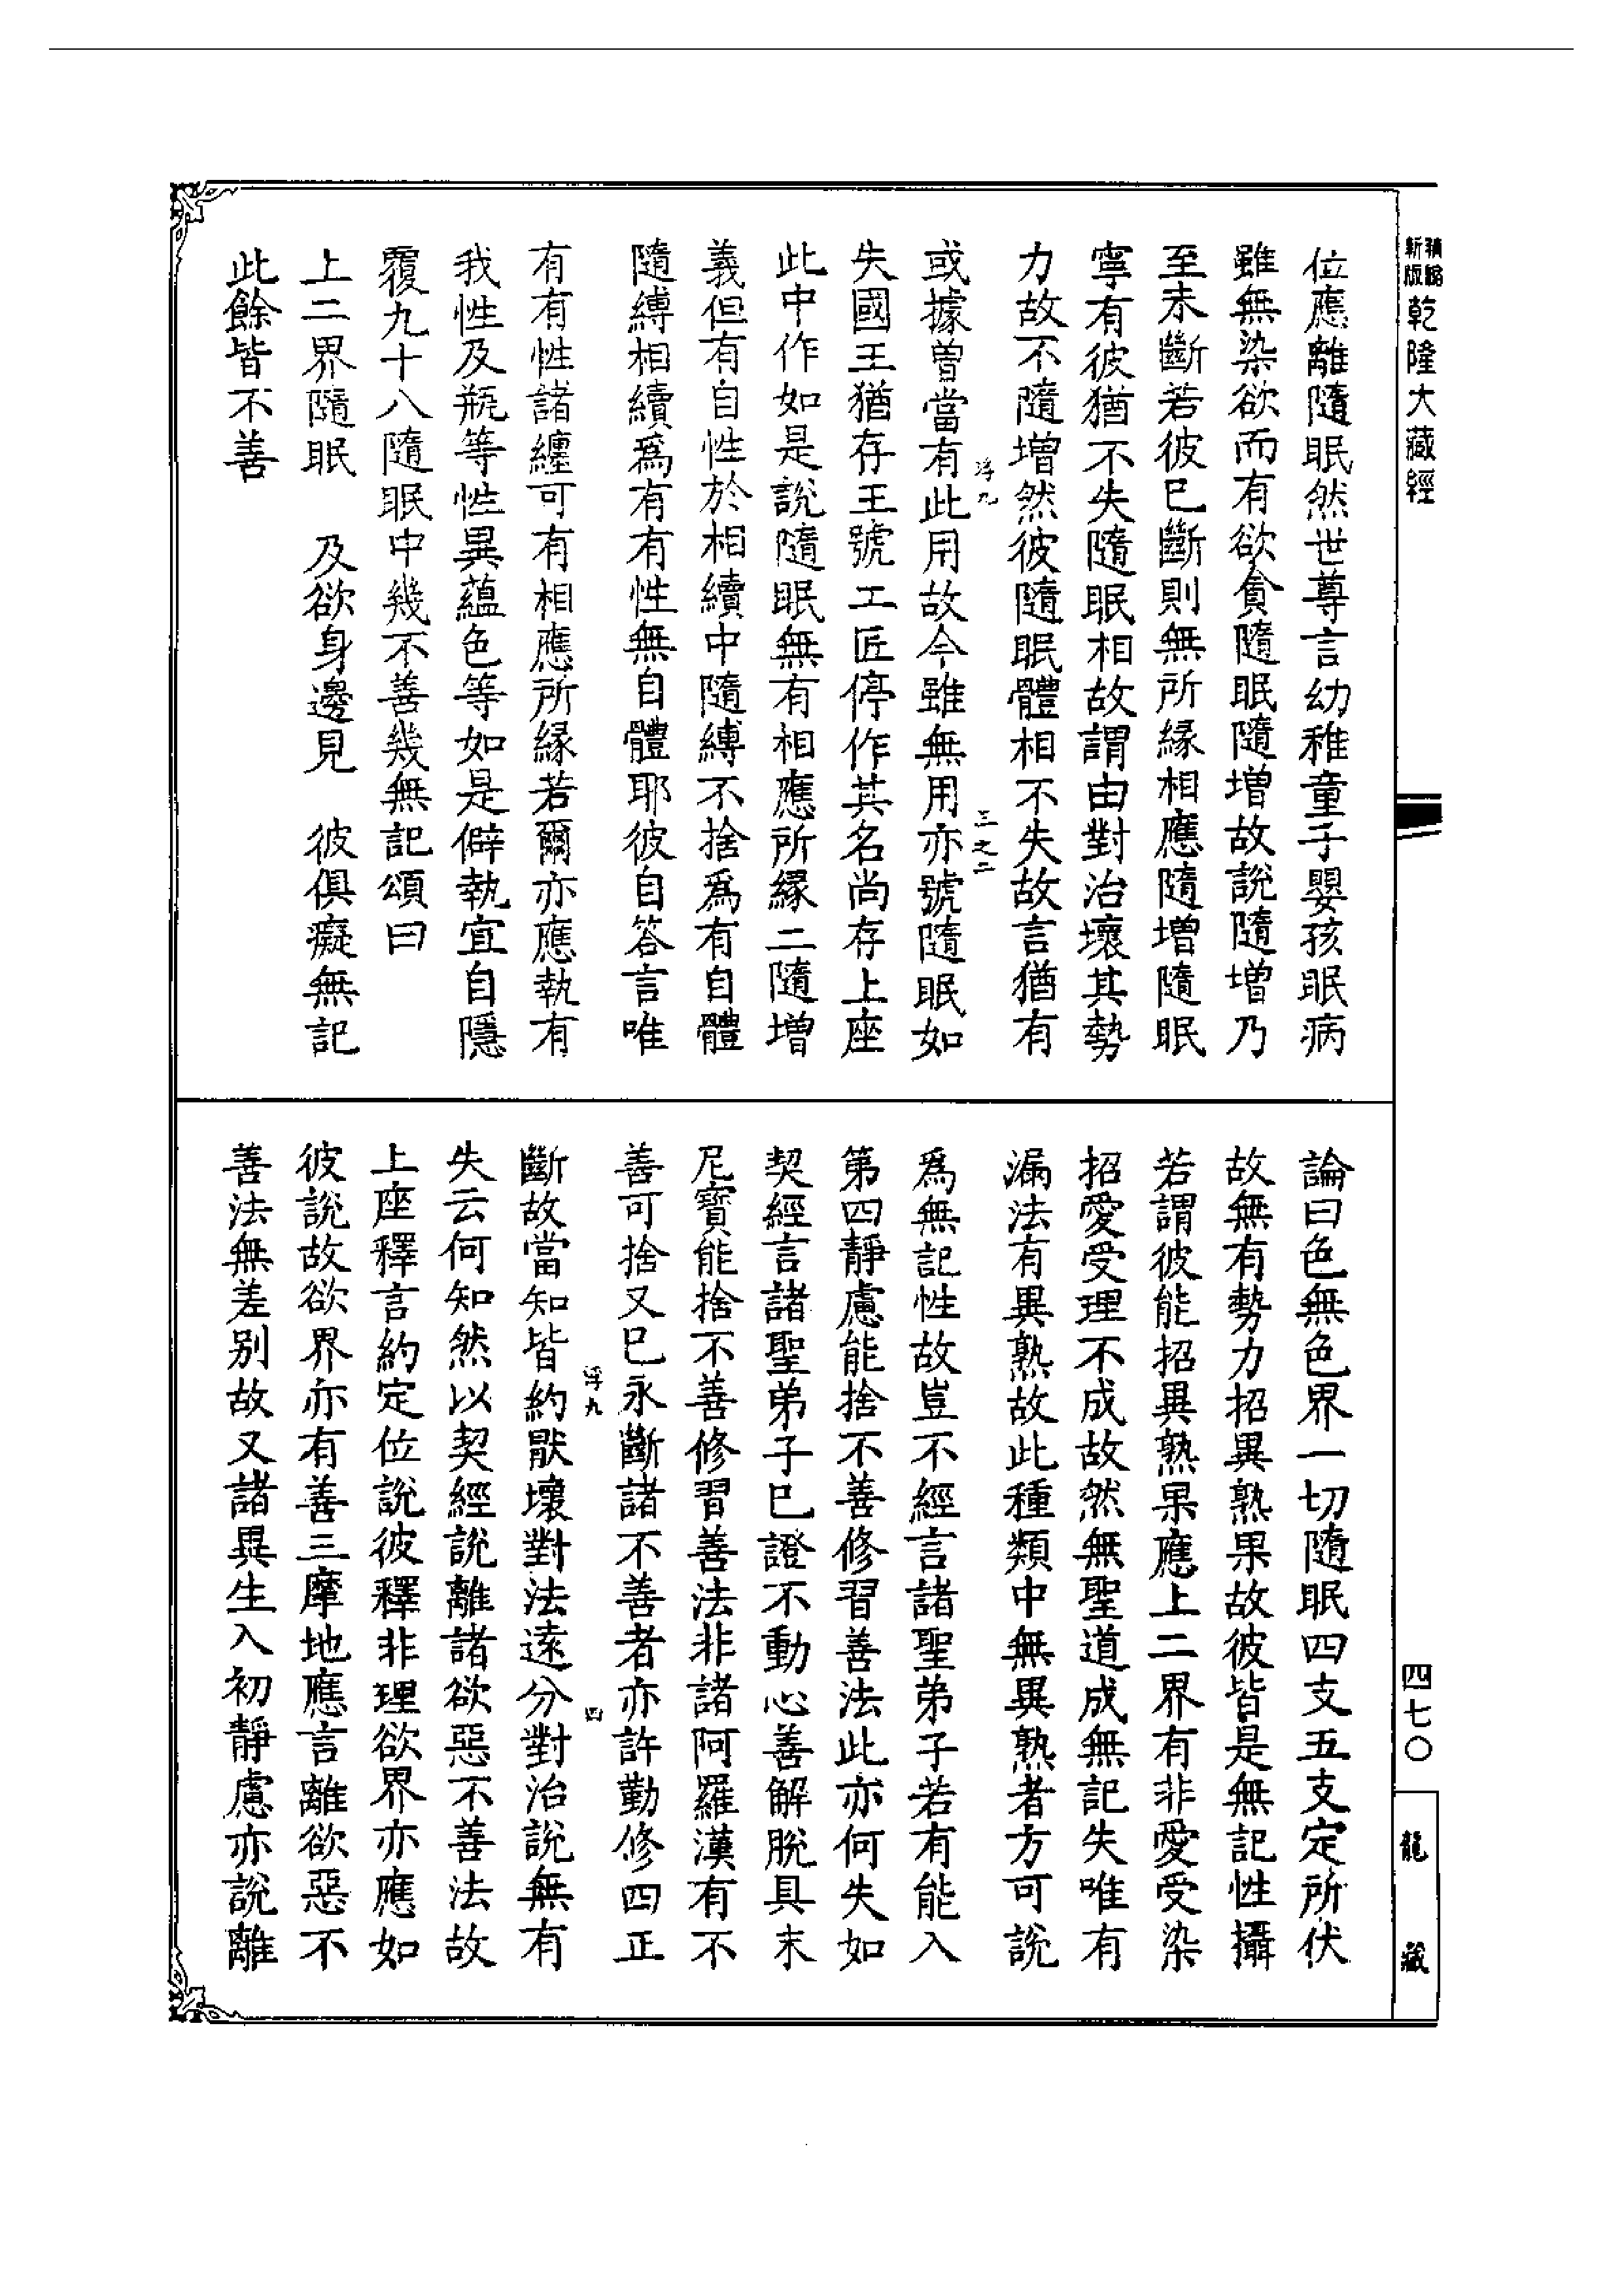 新版 精縮 乾隆大藏經
位應離隨眠然世尊言幼稚童子嬰孩眠病
雖無染欲而有欲貪隨眠隨增故說隨增乃
至未斷若彼已斷則無所緣相應隨增隨眠
寧有彼猶不失隨眠相故謂由對治壞其勢
力故不隨增然彼隨眠體相不失故言猶有
浮九 三之二
或據曾當有此用故今雖無用亦號隨眠如
失國王猶存王號工匠停作其名尚存上座
此中作如是說隨眠無有相應所緣二隨增
義但有自性於相續中隨縛不捨爲有自體
隨縛相續爲有有性無自體耶彼自答言唯
有有性諸纏可有相應所緣若爾亦應執有
我性及瓶等性異蘊色等如是僻執宜自隱
覆九十八隨眠中幾不善幾無記頌曰
上二界隨眠 及欲身邊見 彼俱癡無記
此餘皆不善
論曰色無色界一切隨眠四支五支定所伏
故無有勢力招異熟果故彼皆是無記性攝
若謂彼能招異熟果應上二界有非愛受染
招愛受理不成故然無聖道成無記失唯有
漏法有異熟故此種類中無異熟者方可說
爲無記性故豈不經言諸聖弟子若有能入
第四靜慮能捨不善修習善法此亦何失如
契經言諸聖弟子已證不動心善解脫具末
尼寶能捨不善修習善法非諸阿羅漢有不
善可捨又已永斷諸不善者亦許勤修四正
浮九 四
斷故當知皆約厭壞對法遠分對治說無有
失云何知然以契經說離諸欲惡不善法故
上座釋言約定位說彼釋非理欲界亦應如
彼說故欲界亦有善三摩地應言離欲惡不
善法無差別故又諸異生入初靜慮亦說離
四七〇
龍藏